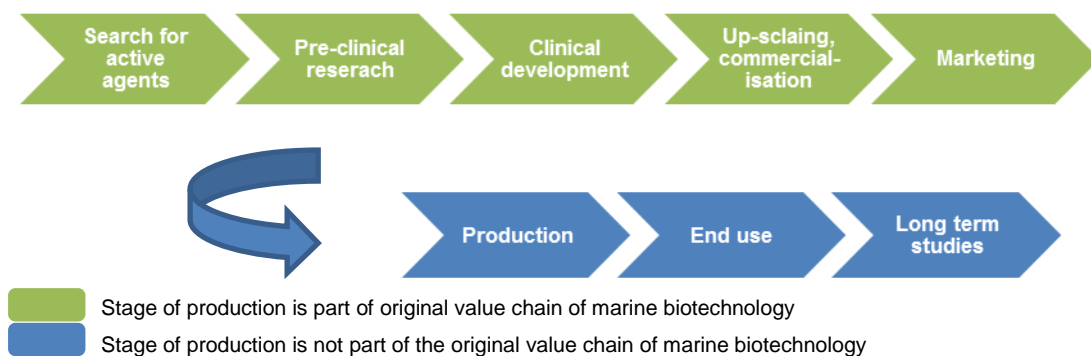 Search for
active
agents
Pre-clinical
reserach
Clinical
development
Up-sclaing,
commercial-
isation
Marketing
Production
End use
Long term
studies
Stage of production is part of original value chain of marine biotechnology
Stage of production is not part of the original value chain of marine biotechnology